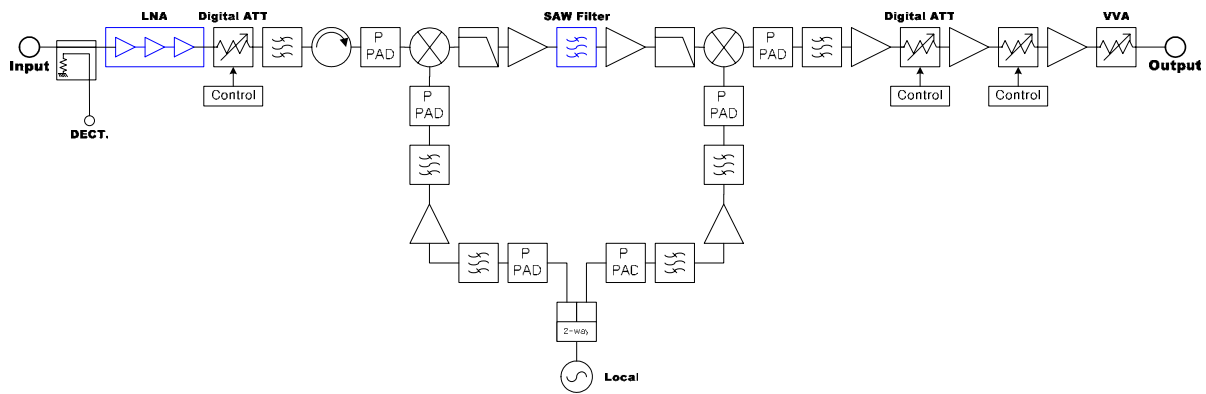 LNA
Digital ATT
SAW Filter
Digital ATT
VVA
Input
P
PAD
P
PAD
Output
Control
Control
Control
DECT.
P
PAD
P
PAD
P
PAD
P
PAD
2-way
Local